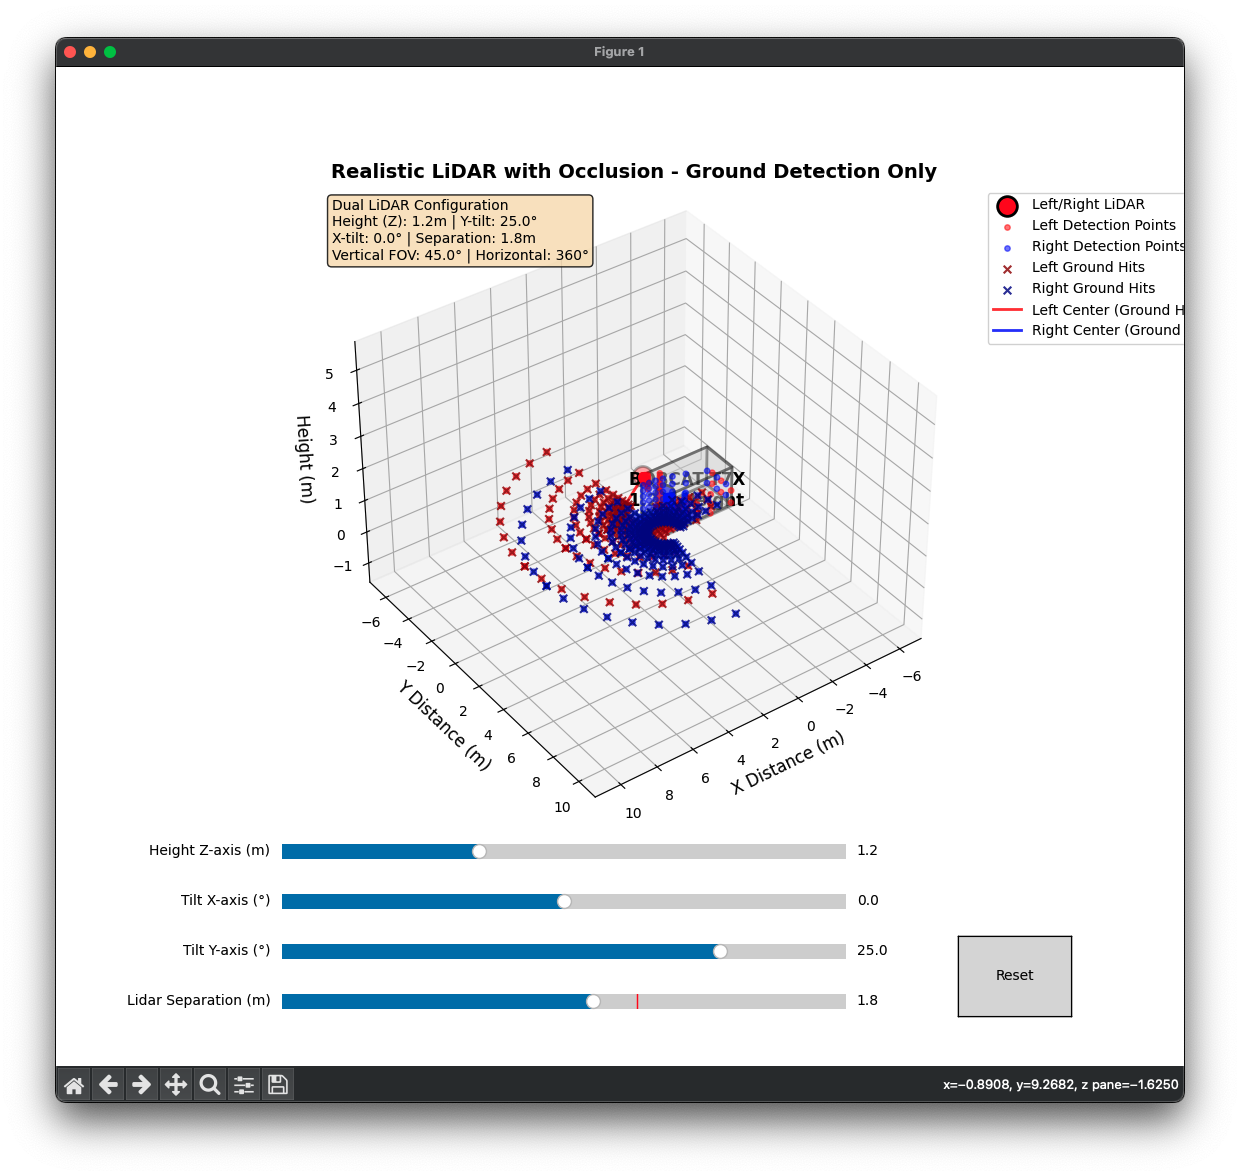 Figure 1
Realistic LiDAR with Occlusion - Ground Detection Only
Dual LiDAR Configuration
Height (Z): 1.2m | Y-tilt: 25.0°
X-tilt: 0.0° | Separation: 1.8m
Vertical FOV: 45.0° | Horizontal: 360°
Left/Right LiDAR
Left Detection Points
Right Detection Points
Left Ground Hits
Right Ground Hits
Left Center (Ground H
Right Center (Ground
5
4
3
2
1
0
−1
Height (m)
−6
−4
−2
0
2
4
6
8
10
Y Distance (m)
10
8
6
4
2
0
−2
−4
−6
X Distance (m)
Height Z-axis (m) 1.2
Tilt X-axis (°) 0.0
Tilt Y-axis (°) 25.0
Lidar Separation (m) 1.8
Reset
x=−0.8908, y=9.2682, z pane=−1.6250